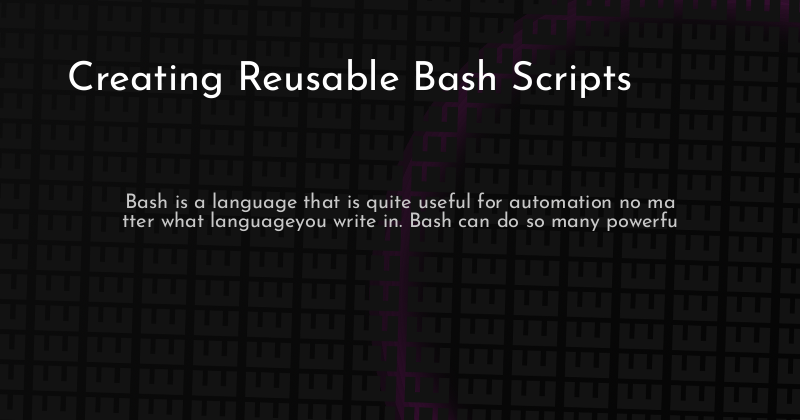 Creating Reusable Bash Scripts
Bash is a language that is quite useful for automation no ma
tter what languageyou write in. Bash can do so many powerfu